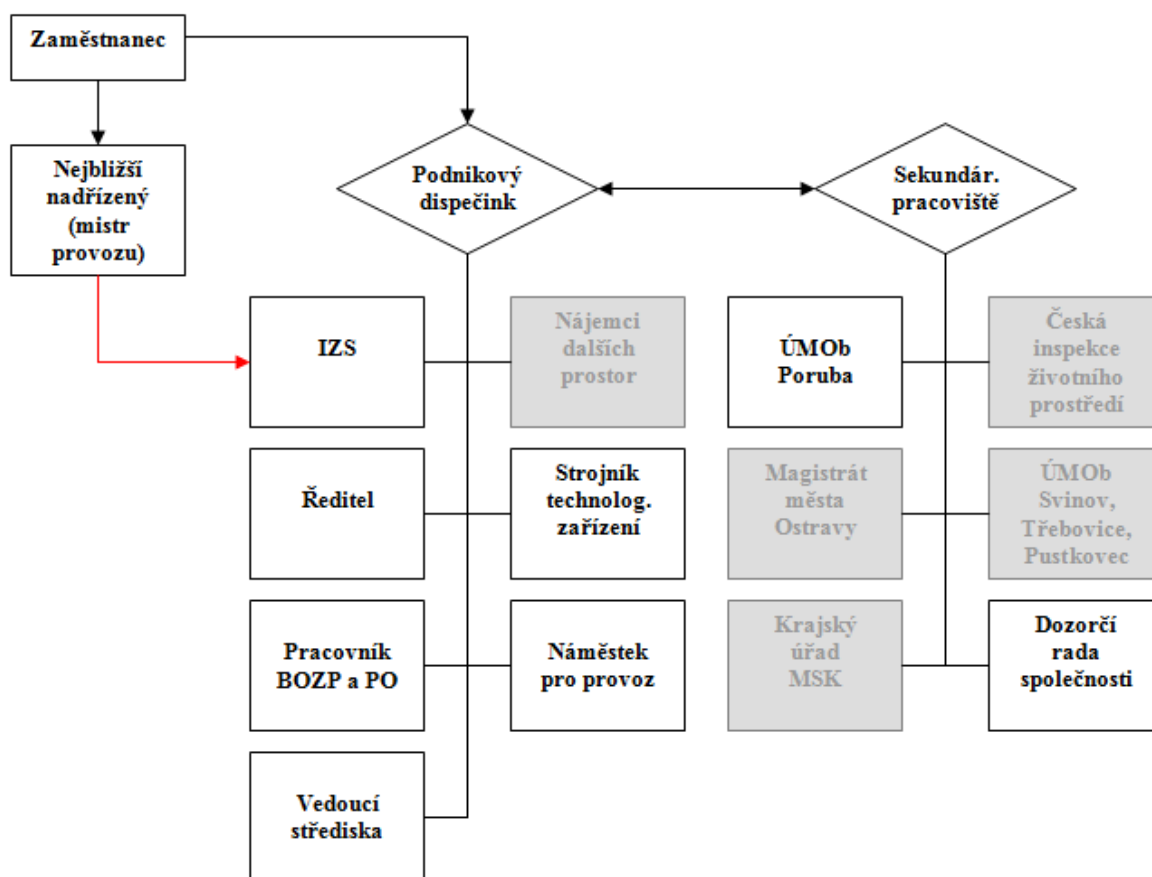 Zaměstnanec
Nejbližší
nadřízený
(mistr
provozu)
Podnikový
dispečink
Sekundár.
pracoviště
IZS
Nájemci
dalších
prostor
ÚMOb
Poruba
Česká
inspekce
životního
prostředí
Ředitel
Strojník
technolog.
zařízení
Magistrát
města
Ostravy
ÚMOb
Svinov,
Třebovice,
Pustkovec
Pracovník
BOZP a PO
Náměstek
pro provoz
Krajský
úřad
MSK
Dozorčí
rada
společnosti
Vedoucí
střediska